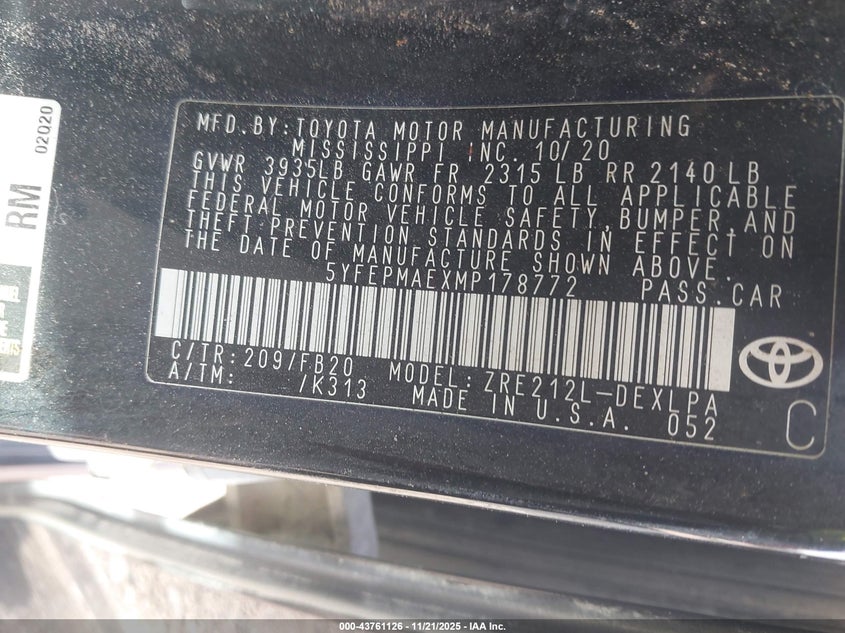 02Q20
RM
MFD.BY:TOYOTA MOTOR MANUFACTURING
MISSISSIPPI INC. 10/20
GVWR 3935LB GAWR FR 2315 LB RR 2140 LB
THIS VEHICLE CONFORMS TO ALL APPLICABLE
FEDERAL MOTOR VEHICLE SAFETY,BUMPER,AND
THEFT-PREVENTION STANDARDS IN EFFECT ON
THE DATE OF MANUFACTURE SHOWN ABOVE.
5YFEPMAEXMP178772 PASS.CAR
C/TR:209/FB20 MODEL:ZRE212L-DEXLPA
A/TM: /K313 MADE IN U.S.A. 052
C
000-43761126 - 11/21/2025 - IAA Inc.